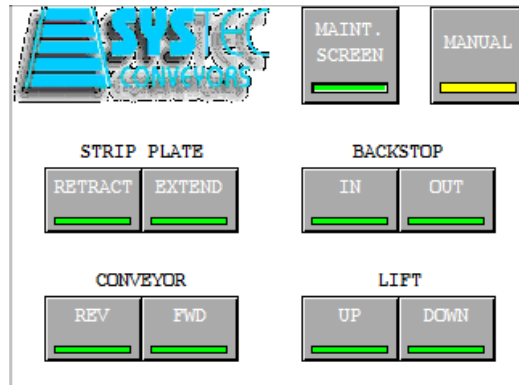 SYSTEC
CONVEYORS
MAINT.
SCREEN
MANUAL
STRIP PLATE
RETRACT EXTEND
BACKSTOP
IN OUT
CONVEYOR
REV FWD
LIFT
UP DOWN